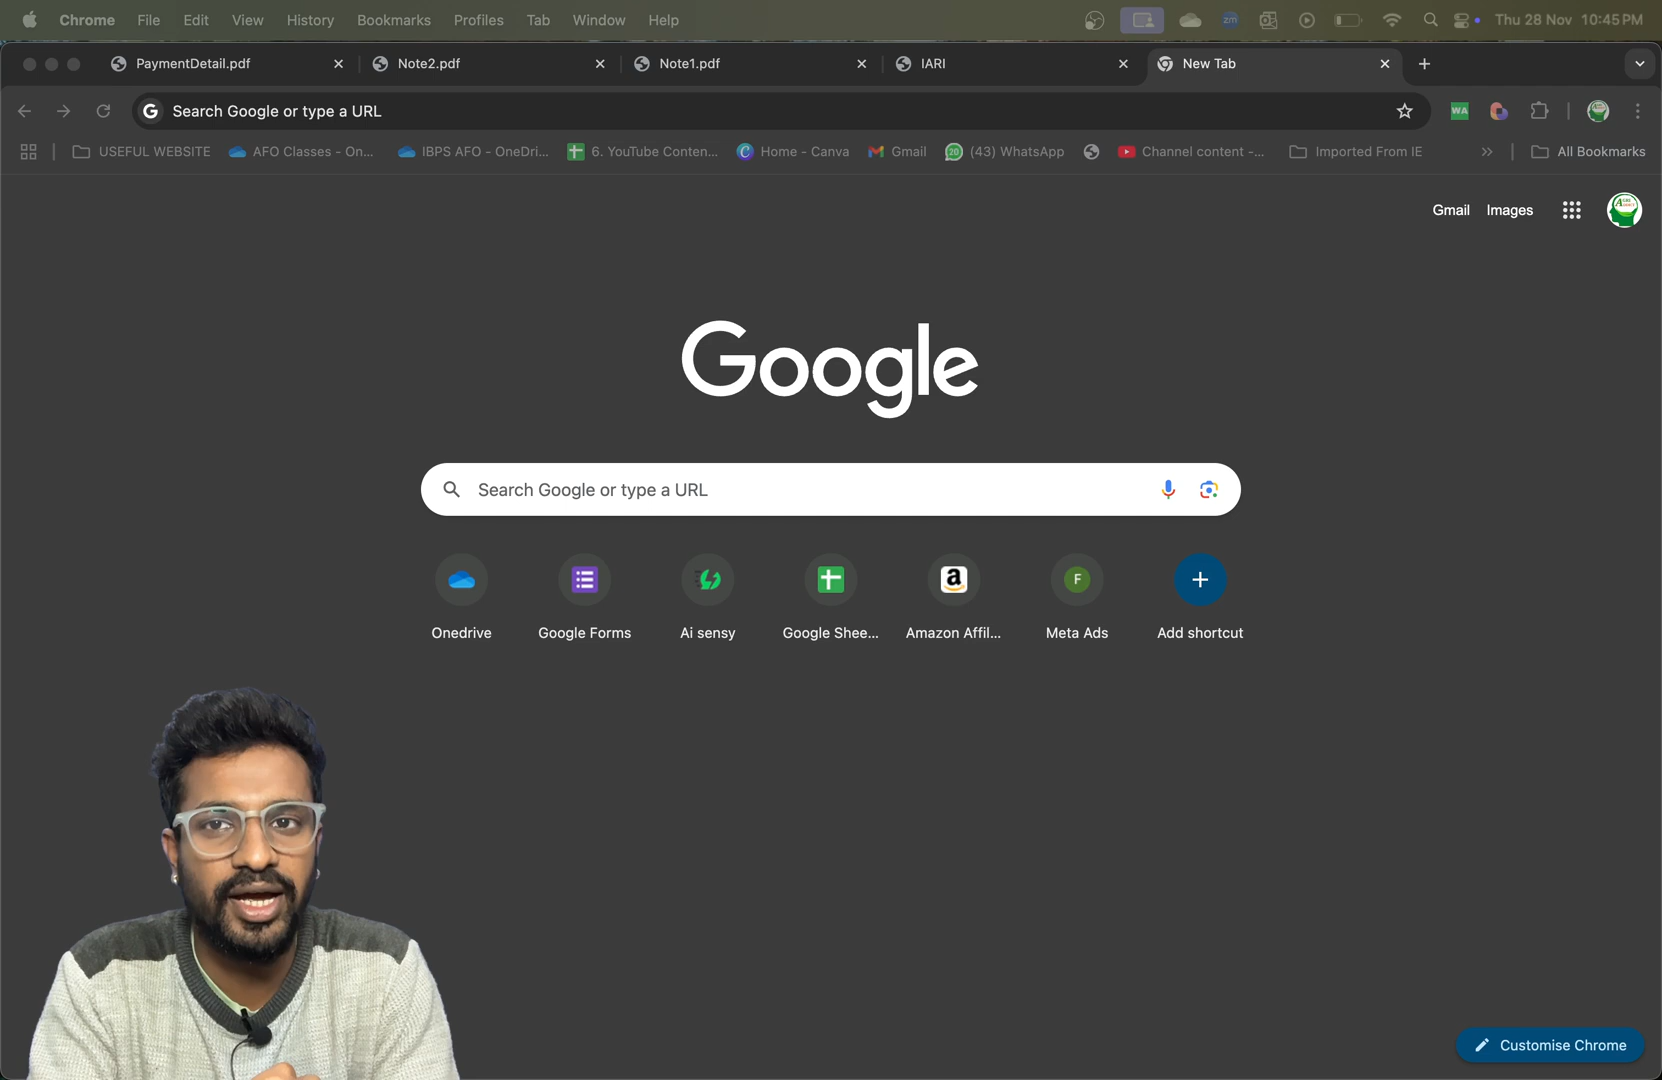 Chrome File Edit View History Bookmarks Profiles Tab Window Help zm Thu 28 Nov 10:45 PM
PaymentDetail.pdf Note2.pdf Note1.pdf IARI New Tab
Search Google or type a URL WA
USEFUL WEBSITE AFO Classes - On... IBPS AFO - OneDri... 6. YouTube Conten... Home - Canva Gmail 20 (43) WhatsApp Channel content -... Imported From IE All Bookmarks
Gmail Images
Google
Search Google or type a URL
F
Onedrive Google Forms Ai sensy Google Shee... Amazon Affil... Meta Ads Add shortcut
Customise Chrome